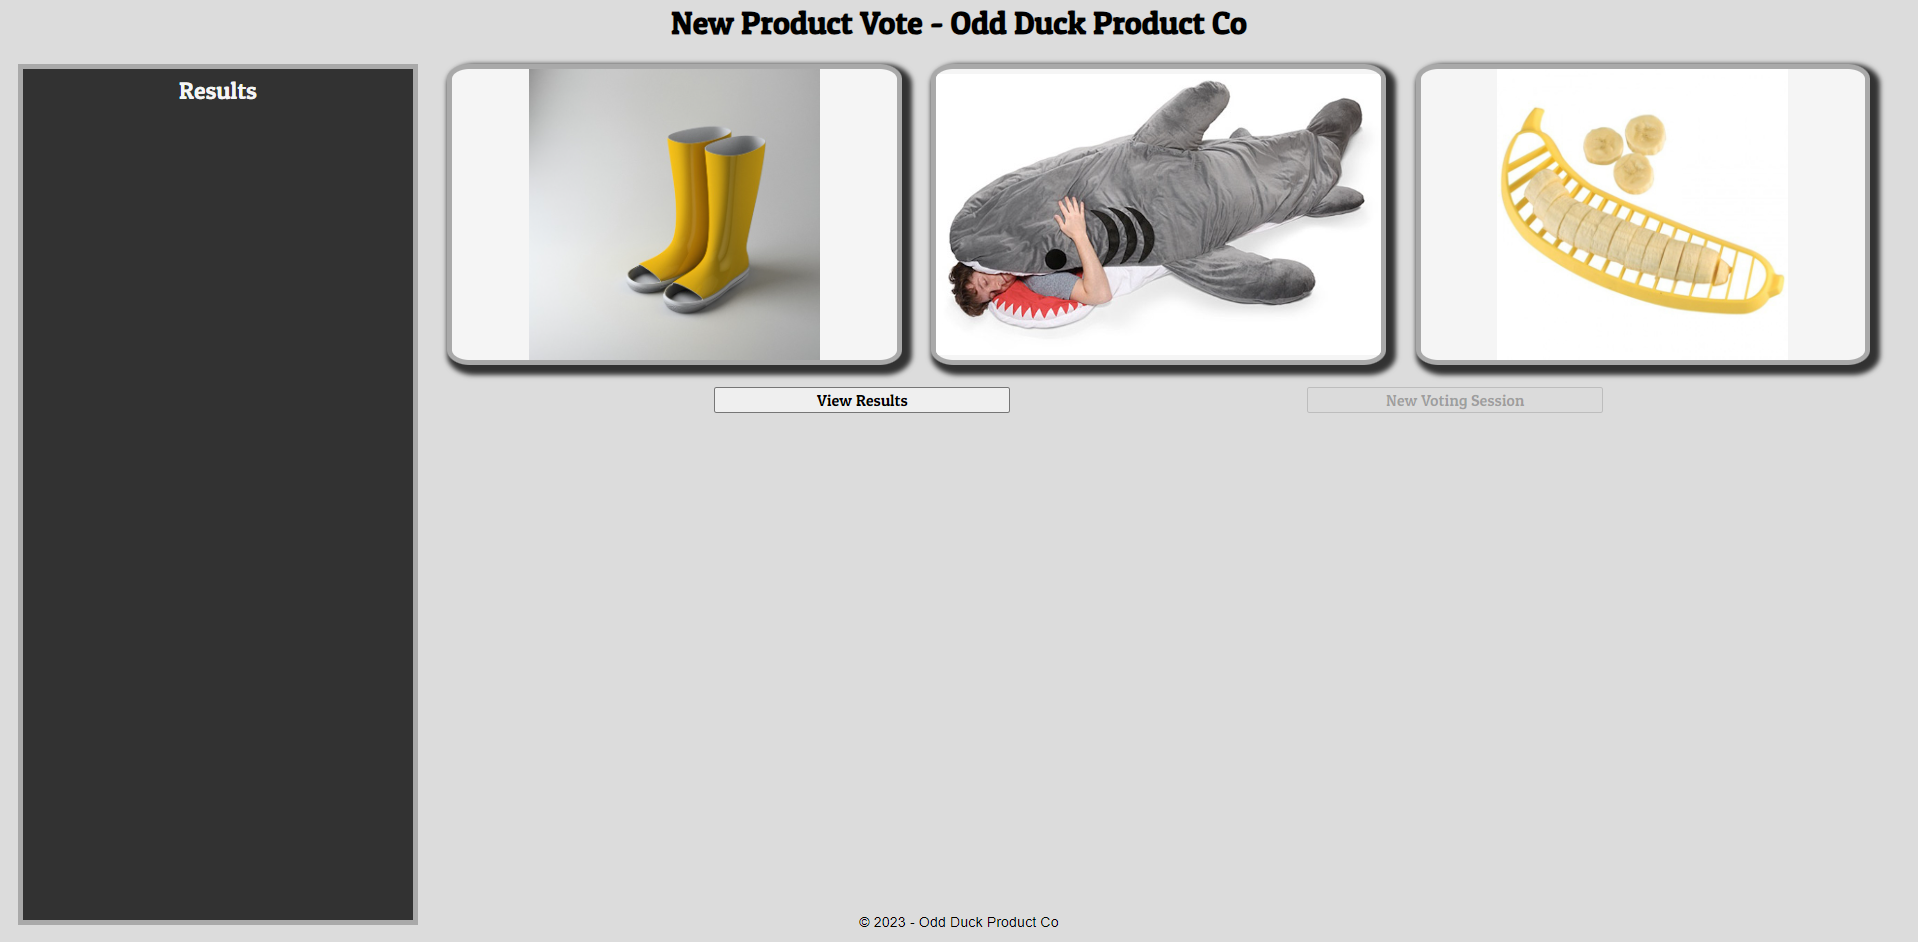 New Product Vote - Odd Duck Product Co
Results
View Results
New Voting Session
© 2023 - Odd Duck Product Co